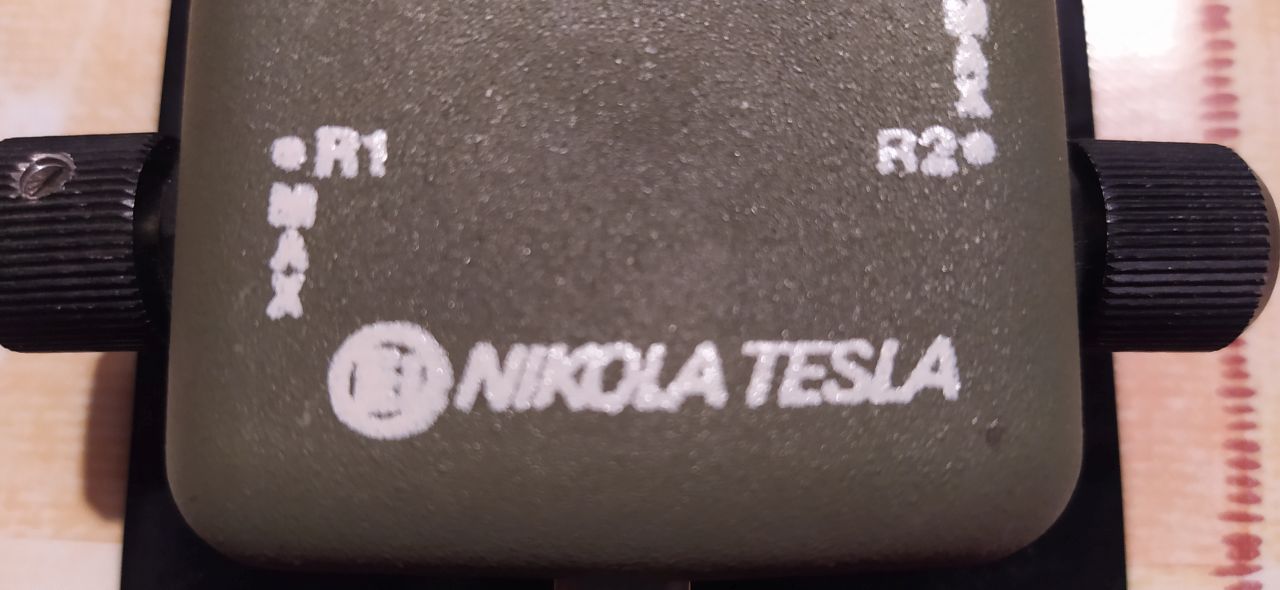 MAX
R1
R2
MAX
NIKOLA TESLA